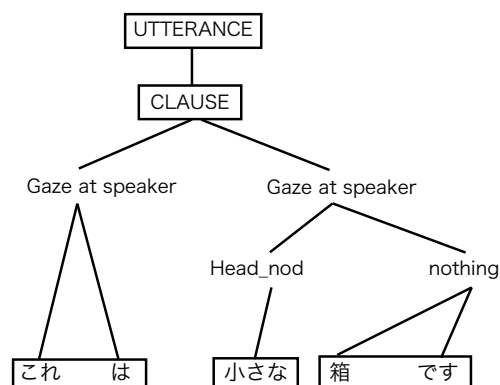 UTTERANCE
CLAUSE
Gaze at speaker Gaze at speaker
Head_nod nothing
これ は 小さな 箱 です